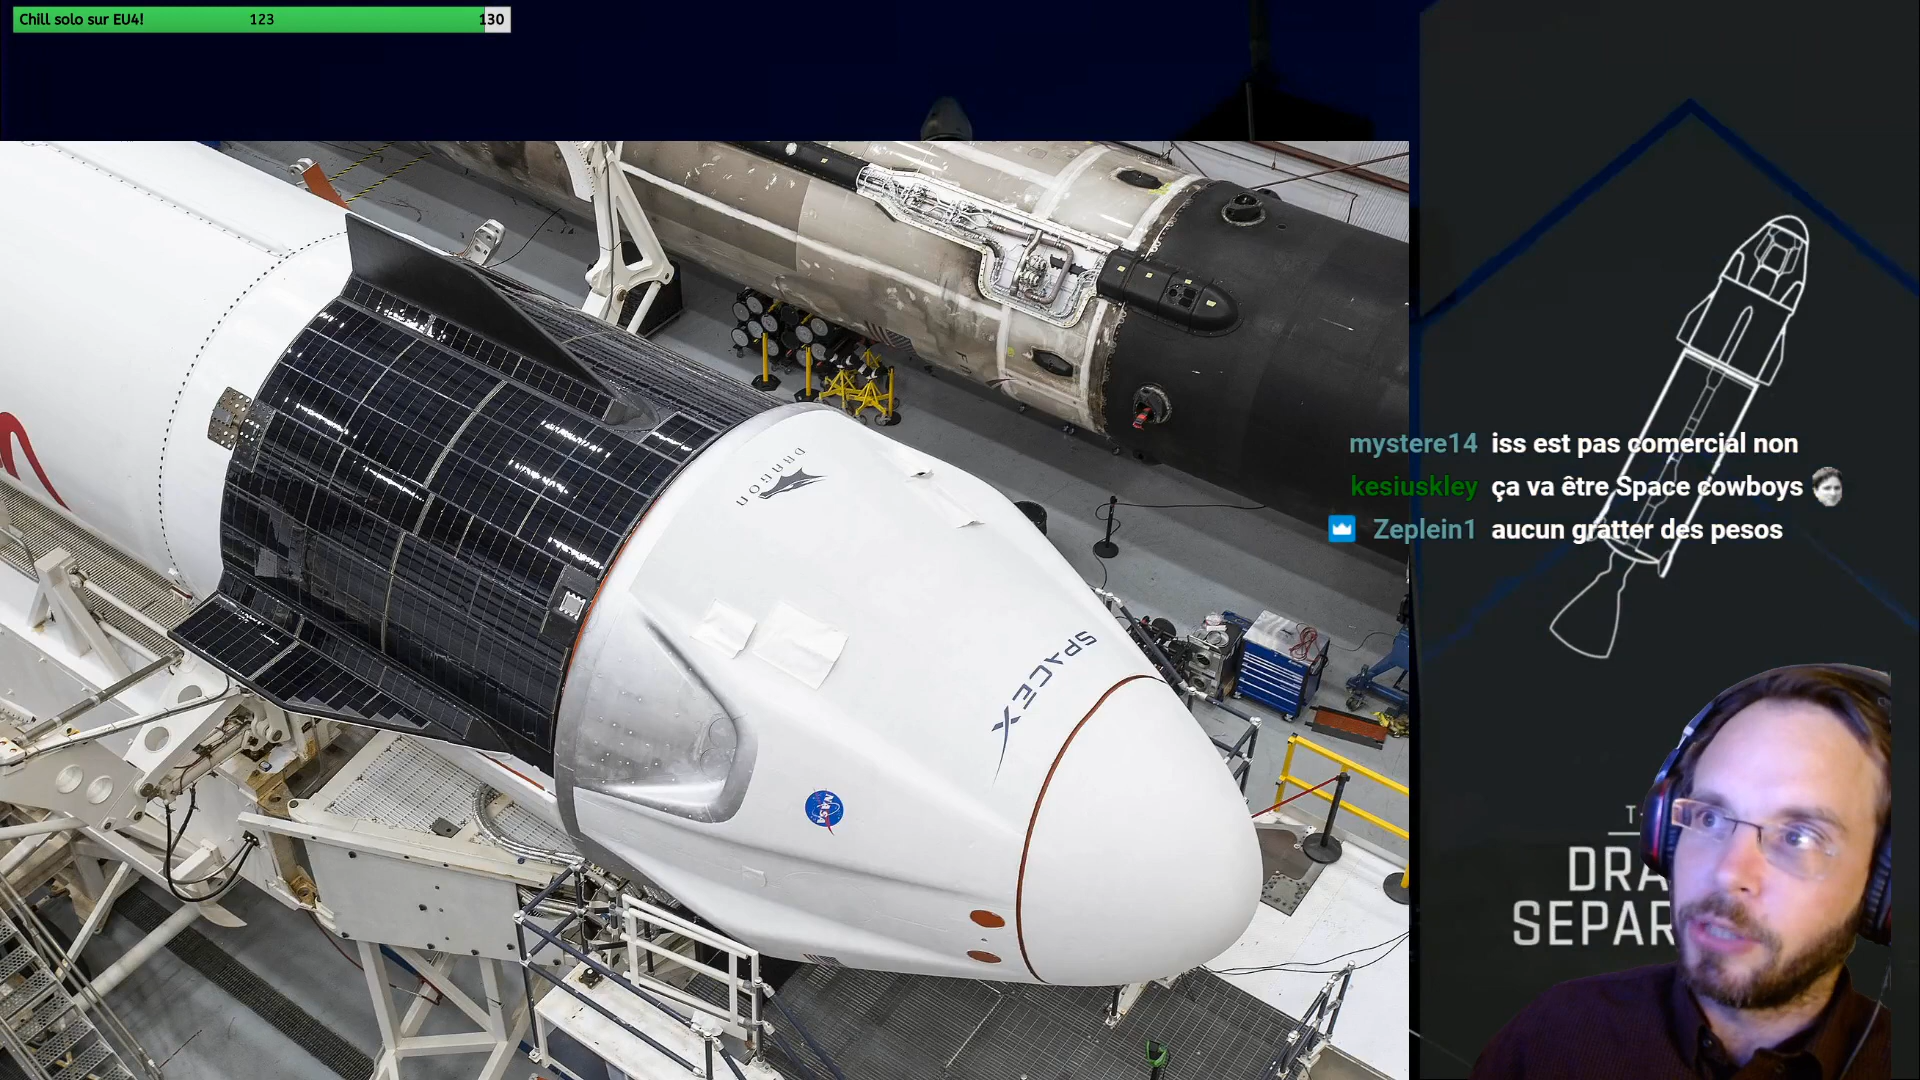 Chill solo sur EU4! 123 130
DRAGON
mystere14 iss est pas comercial non
kesiuskley ça va être Space cowboys
Zeplein1 aucun gratter des pesos
SPACEX
NASA
T-
DRA
SEPAR